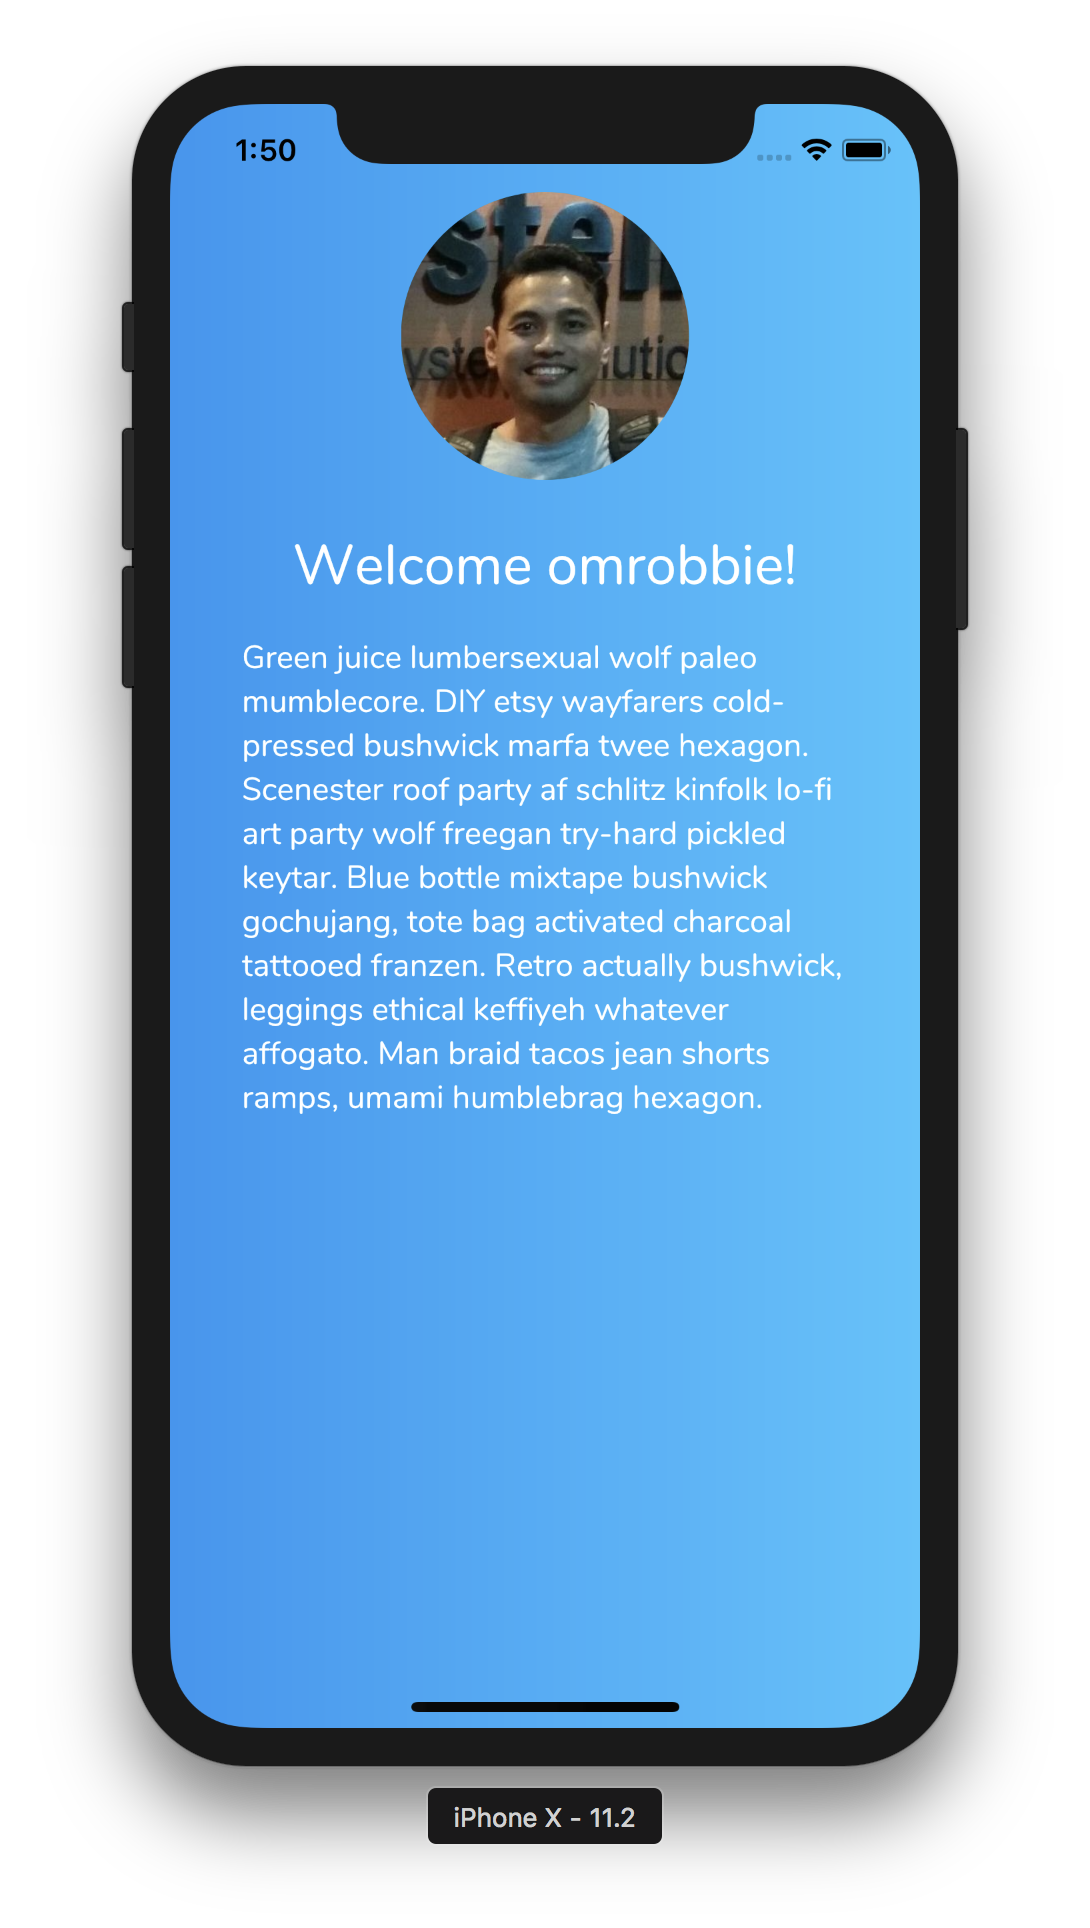 1:50
stem
yste utic
Welcome omrobbie!
Green juice lumbersexual wolf paleo
mumblecore. DIY etsy wayfarers cold-
pressed bushwick marfa twee hexagon.
Scenester roof party af schlitz kinfolk lo-fi
art party wolf freegan try-hard pickled
keytar. Blue bottle mixtape bushwick
gochujang, tote bag activated charcoal
tattooed franzen. Retro actually bushwick,
leggings ethical keffiyeh whatever
affogato. Man braid tacos jean shorts
ramps, umami humblebrag hexagon.
iPhone X - 11.2